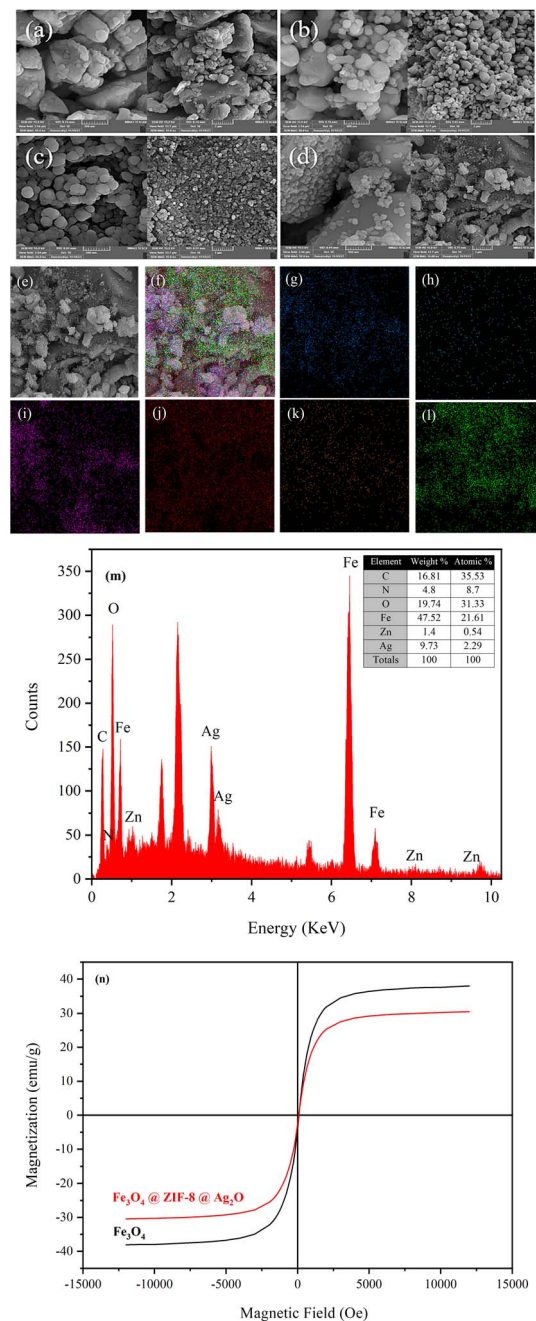 (a)
(b)
(c)
(d)
(e)
(f)
(g)
(h)
(i)
(j)
(k)
(l)
(m)
Element Weight % Atomic %
C 16.81 35.53
N 4.8 8.7
O 19.74 31.33
Fe 47.52 21.61
Zn 1.4 0.54
Ag 9.73 2.29
Totals 100 100
350
300
250
200
150
100
50
0
Counts
C
N
O
Fe
Zn
Ag
Ag
Fe
Fe
Zn
Zn
0 2 4 6 8 10
Energy (KeV)
(n)
40
30
20
10
0
-10
-20
-30
-40
Magnetization (emu/g)
Fe₃O₄ @ ZIF-8 @ Ag₂O
Fe₃O₄
-15000 -10000 -5000 0 5000 10000 15000
Magnetic Field (Oe)